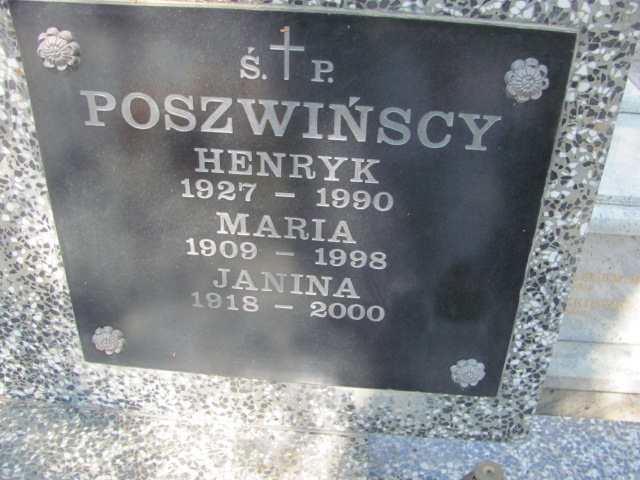 Ś. P.
POSZWIŃSCY
HENRYK
1927 – 1990
MARIA
1909 – 1998
JANINA
1918 – 2000